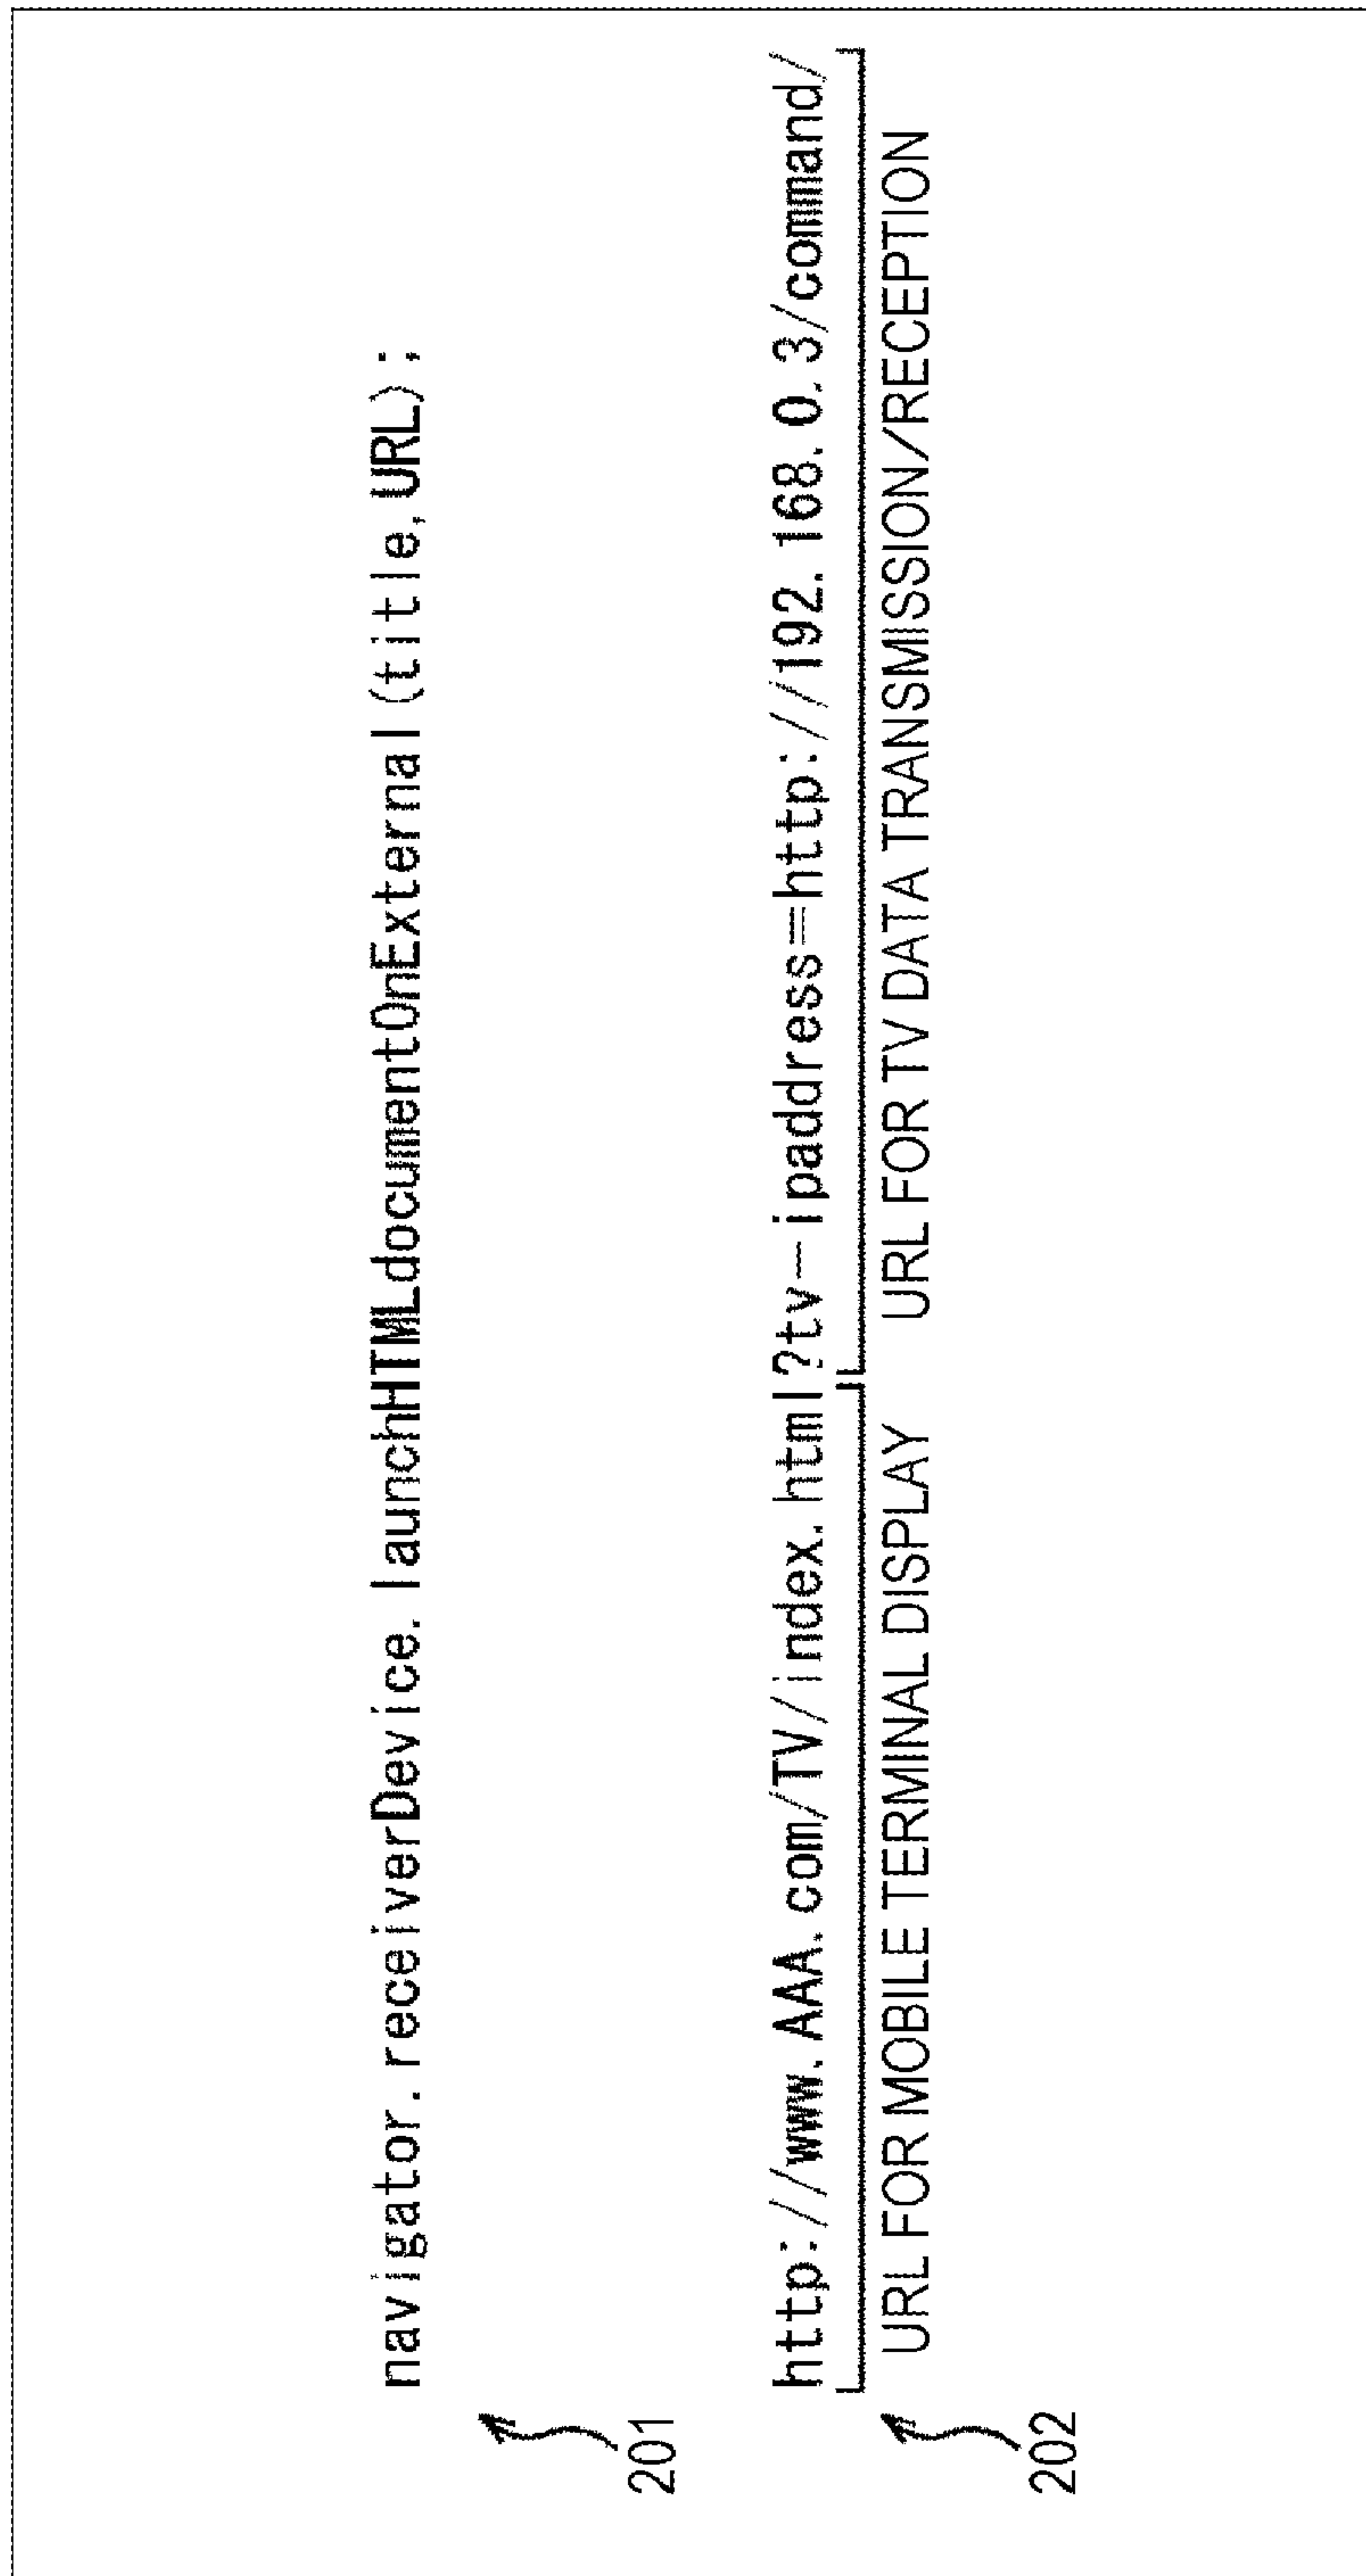 navigator.receiverDevice.launchHTMLdocumentOnExternal(title,URL);
201
http://www.AAA.com/TV/index.html?tv-ipaddress=http://192.168.0.3/command/
URL FOR MOBILE TERMINAL DISPLAY URL FOR TV DATA TRANSMISSION/RECEPTION
202